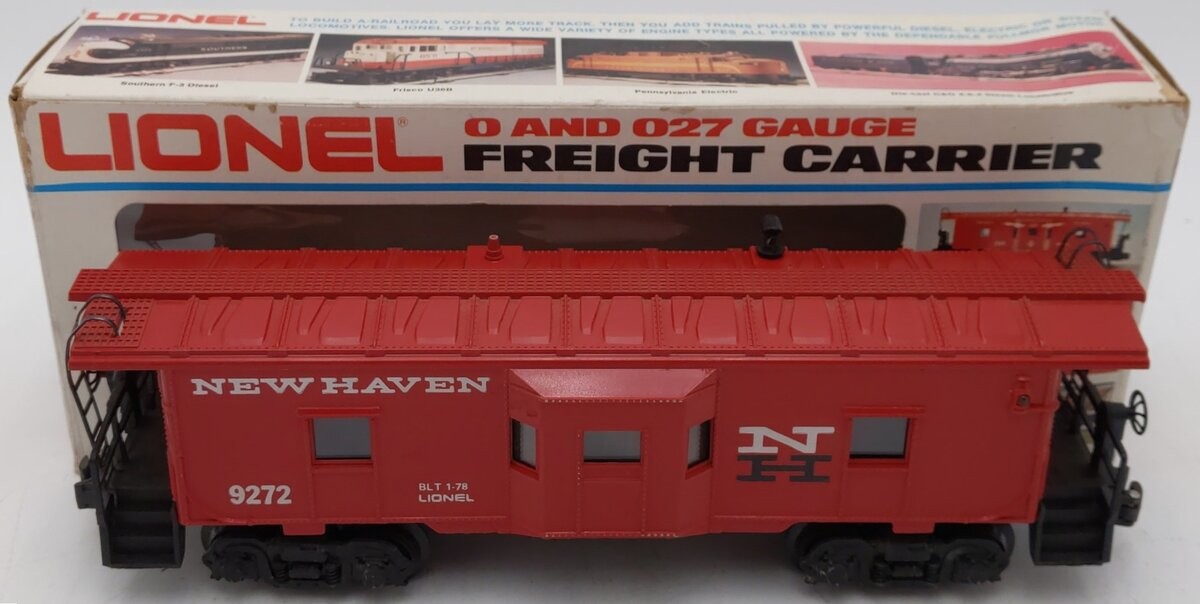 LIONEL
TO BUILD A RAILROAD YOU LAY MORE TRACK. THEN YOU ADD TRAINS PULLED BY POWERFUL DIESEL, ELECTRIC OR
LOCOMOTIVES. LIONEL OFFERS A WIDE VARIETY OF ENGINE TYPES ALL POWERED BY THE DEPENDABLE
SOUTHERN
Southern F-3 Diesel
Frisco U36B
Pennsylvania Electric
LIONEL®
O AND O27 GAUGE
FREIGHT CARRIER
NEW HAVEN
N
H
9272
BLT 1-78
LIONEL